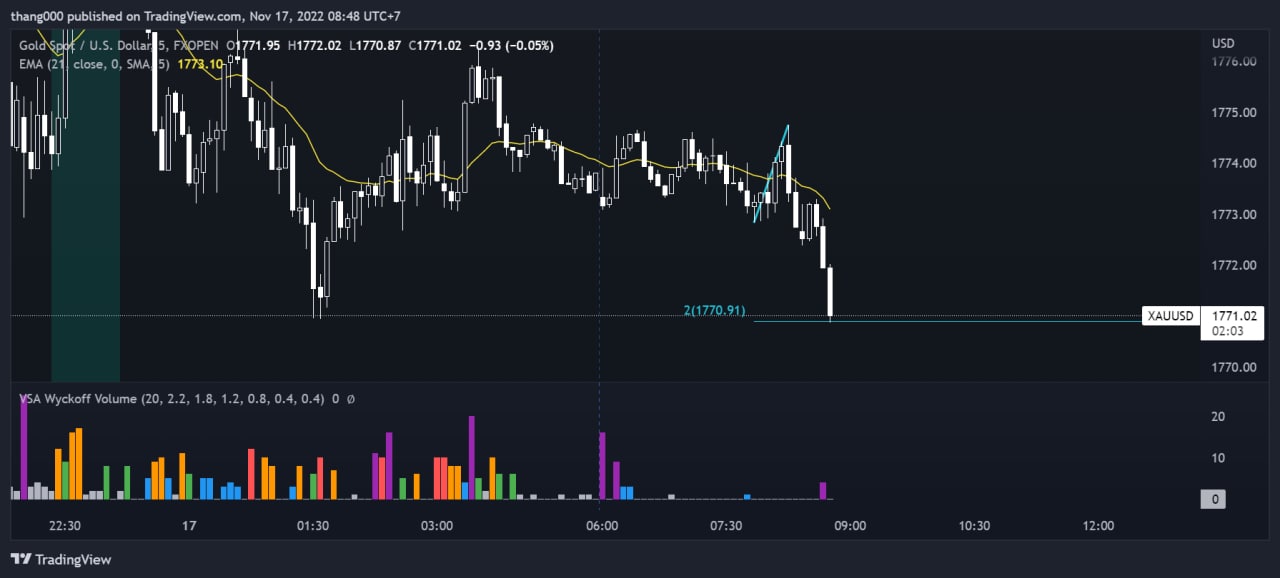 thang000 published on TradingView.com, Nov 17, 2022 08:48 UTC+7
Gold Spot / U.S. Dollar, 5, FXOPEN O1771.95 H1772.02 L1770.87 C1771.02 −0.93 (−0.05%)
USD
EMA (21, close, 0, SMA, 5) 1773.10
1776.00
1775.00
1774.00
1773.00
1772.00
2(1770.91)
XAUUSD 1771.02
02:03
1770.00
VSA Wyckoff Volume (20, 2.2, 1.8, 1.2, 0.8, 0.4, 0.4) 0 Ø
20
10
0
22:30 17 01:30 03:00 06:00 07:30 09:00 10:30 12:00
TradingView